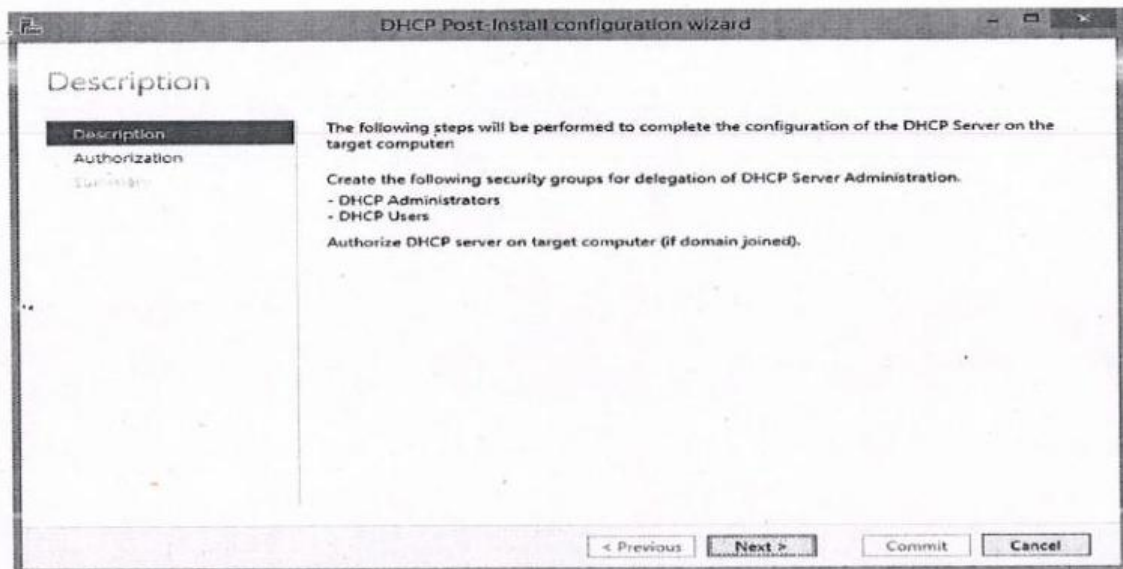 DHCP Post-Install configuration wizard
Description
Description
Authorization
Summary
The following steps will be performed to complete the configuration of the DHCP Server on the
target computer:
Create the following security groups for delegation of DHCP Server Administration.
- DHCP Administrators
- DHCP Users
Authorize DHCP server on target computer (if domain joined).
< Previous
Next >
Commit
Cancel